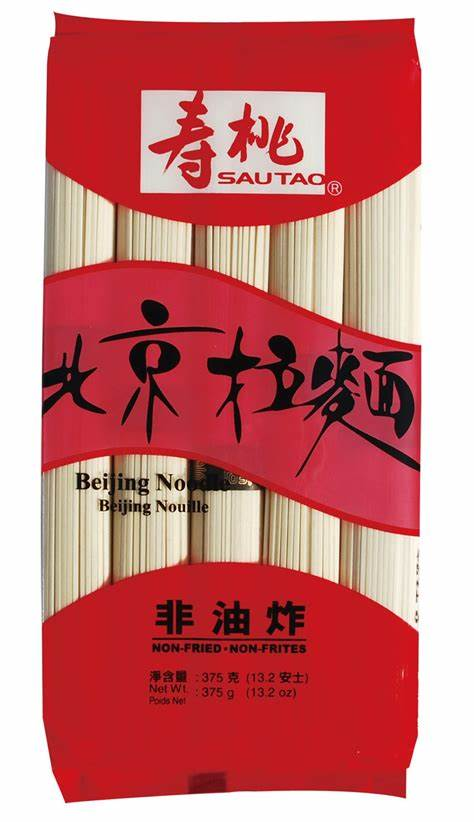 寿桃
SAUTAO®
北京拉麵
Beijing Noodle
Beijing Nouille
非油炸
NON-FRIED·NON-FRITES
淨含量 : 375 克 (13.2 安士)
Net Wt. : 375 g (13.2 oz)
Poids Net